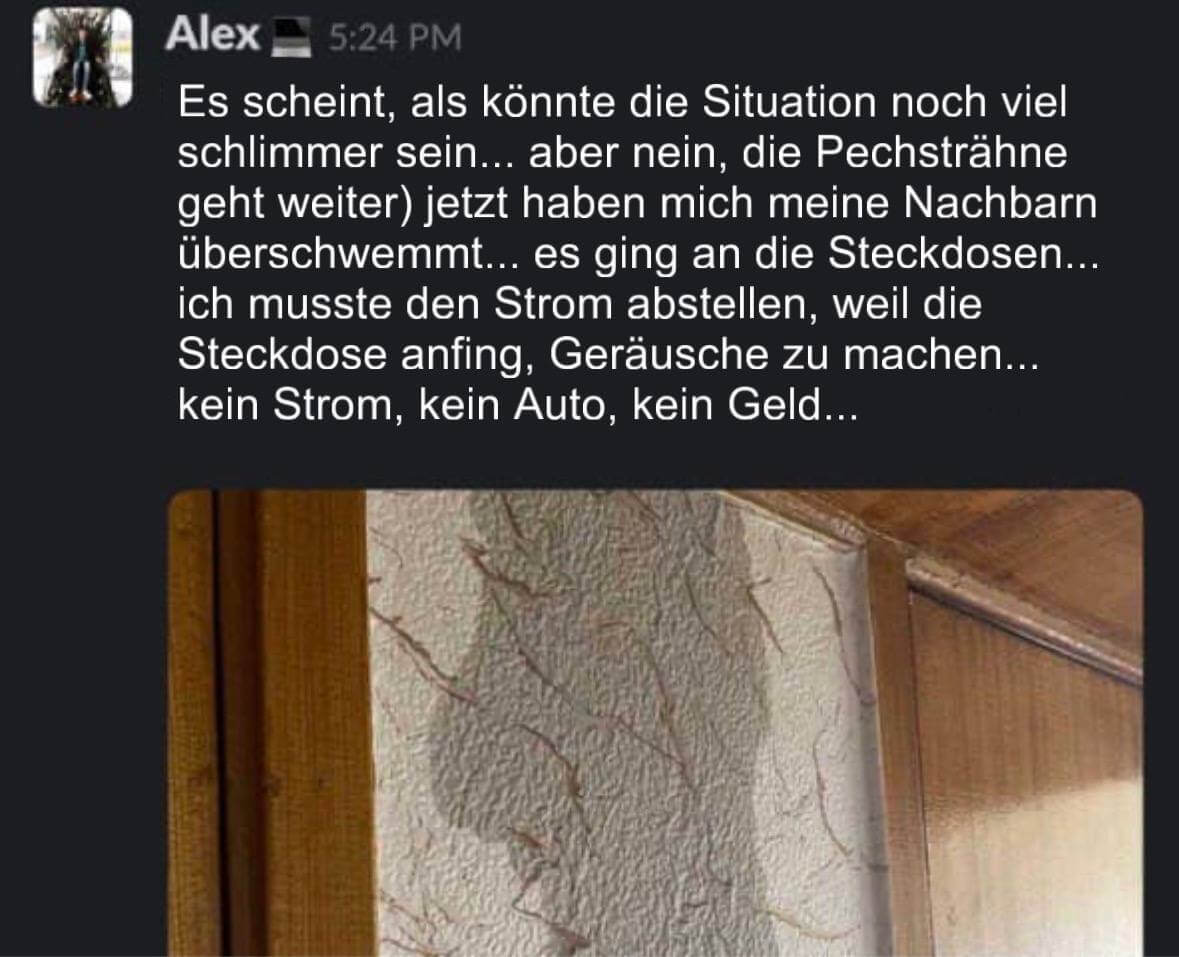 Alex 5:24 PM
Es scheint, als könnte die Situation noch viel
schlimmer sein... aber nein, die Pechsträhne
geht weiter) jetzt haben mich meine Nachbarn
überschwemmt... es ging an die Steckdosen...
ich musste den Strom abstellen, weil die
Steckdose anfing, Geräusche zu machen...
kein Strom, kein Auto, kein Geld...